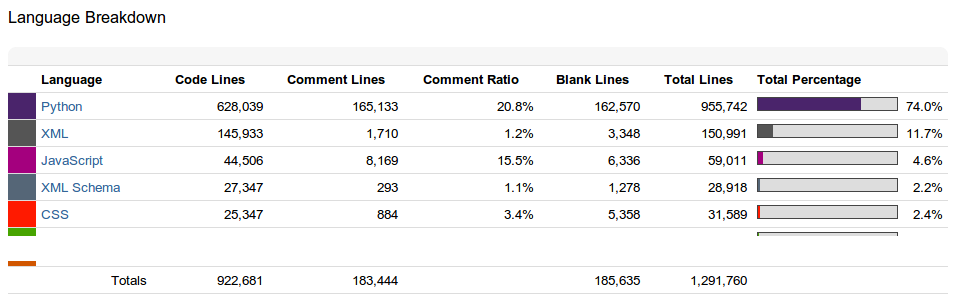 Language Breakdown
Language Code Lines Comment Lines Comment Ratio Blank Lines Total Lines Total Percentage
Python 628,039 165,133 20.8% 162,570 955,742 74.0%
XML 145,933 1,710 1.2% 3,348 150,991 11.7%
JavaScript 44,506 8,169 15.5% 6,336 59,011 4.6%
XML Schema 27,347 293 1.1% 1,278 28,918 2.2%
CSS 25,347 884 3.4% 5,358 31,589 2.4%
Totals 922,681 183,444 185,635 1,291,760